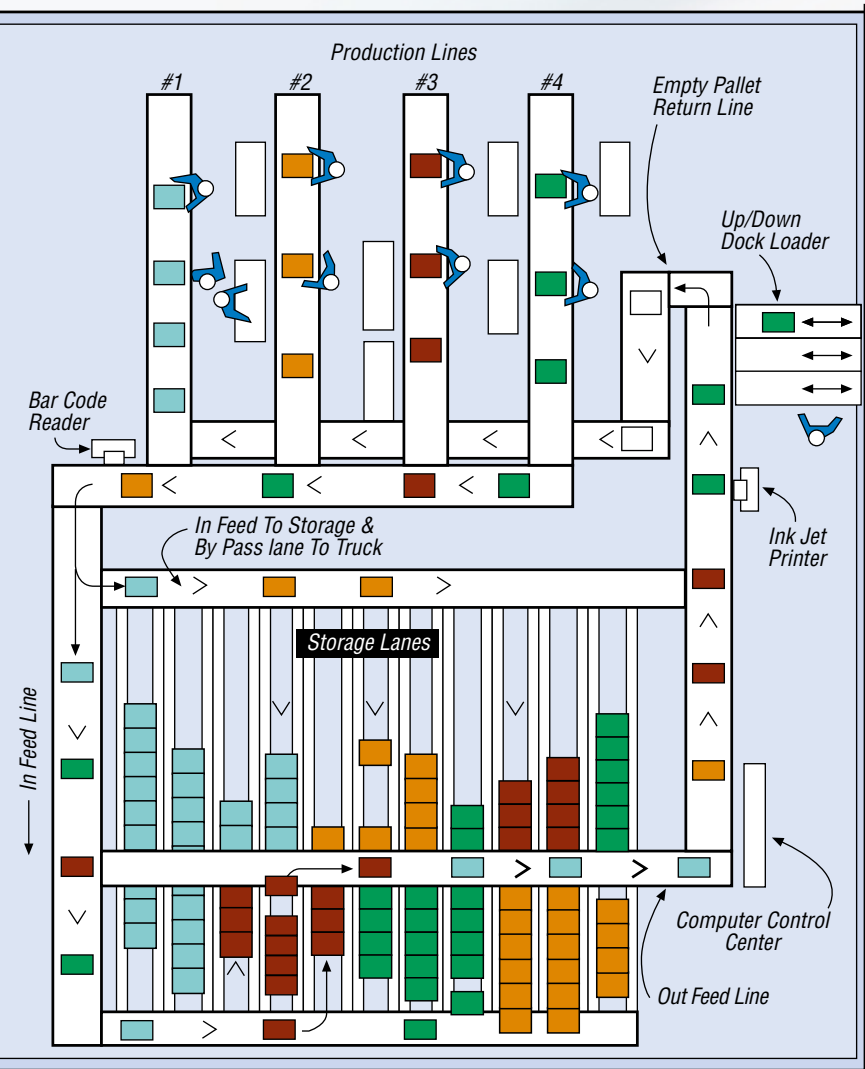 Production Lines
#1
#2
#3
#4
Empty Pallet
Return Line
Up/Down
Dock Loader
Bar Code
Reader
In Feed To Storage &
By Pass lane To Truck
Ink Jet
Printer
Storage Lanes
In Feed Line
Computer Control
Center
Out Feed Line